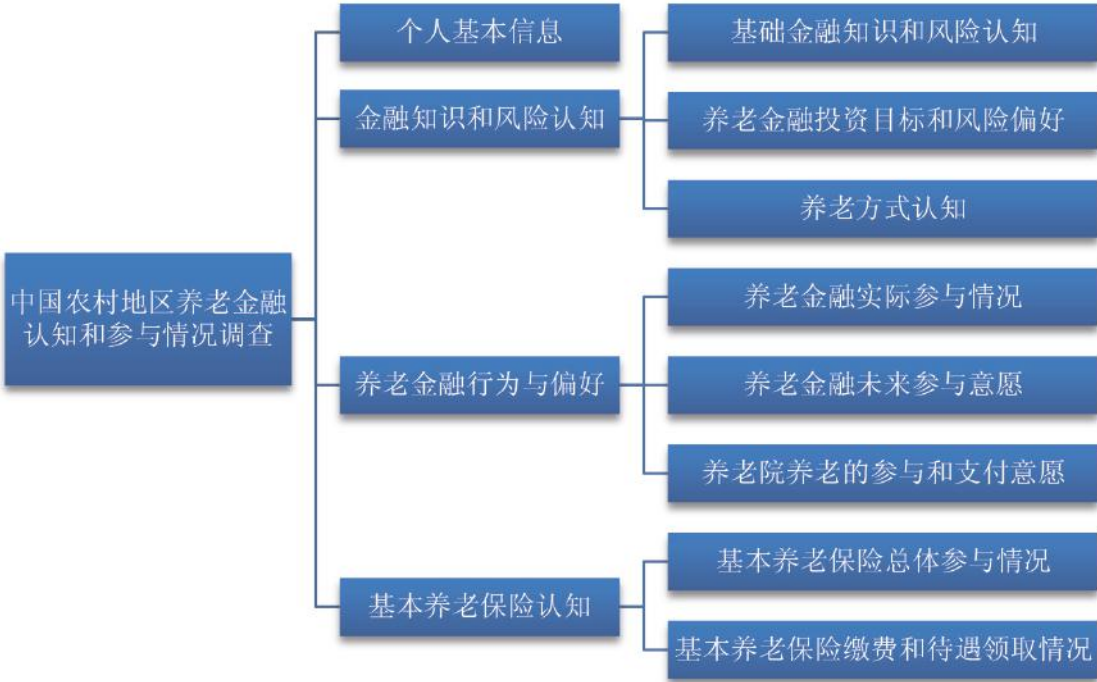 中国农村地区养老金融
认知和参与情况调查
个人基本信息
金融知识和风险认知
基础金融知识和风险认知
养老金融投资目标和风险偏好
养老方式认知
养老金融行为与偏好
养老金融实际参与情况
养老金融未来参与意愿
养老院养老的参与和支付意愿
基本养老保险认知
基本养老保险总体参与情况
基本养老保险缴费和待遇领取情况